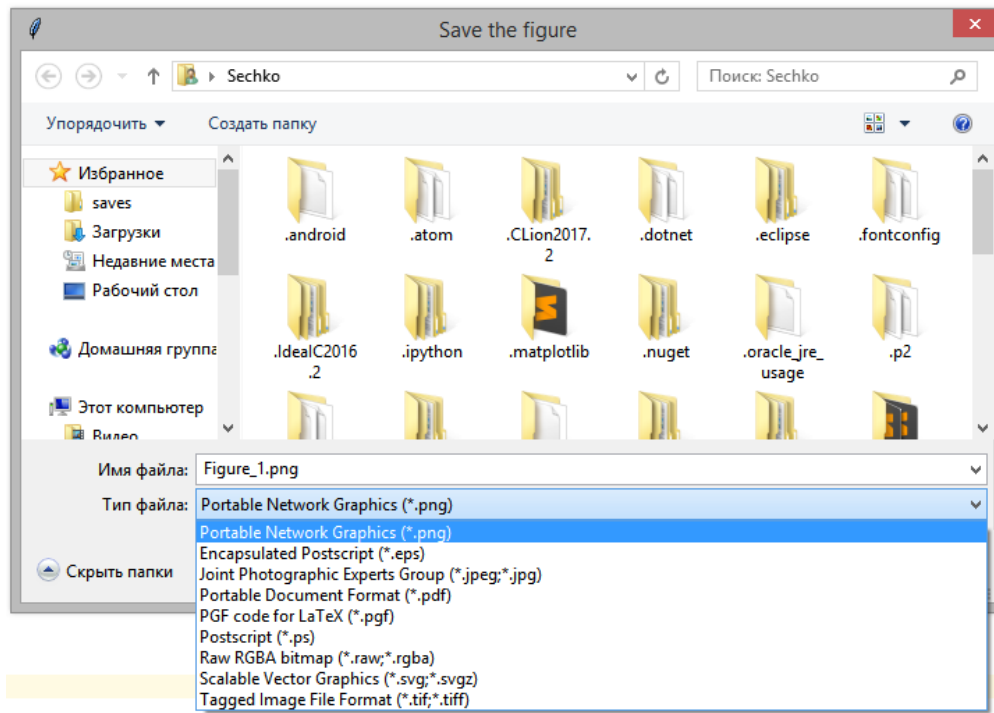 Save the figure
Sechko
Поиск: Sechko
Упорядочить
Создать папку
Избранное
saves
Загрузки
Недавние места
Рабочий стол
Домашняя группа
Этот компьютер
Видео
.android
.atom
.CLion2017.
2
.dotnet
.eclipse
.fontconfig
.IdeaIC2016
.2
.ipython
.matplotlib
.nuget
.oracle_jre_
usage
.p2
Имя файла: Figure_1.png
Тип файла: Portable Network Graphics (*.png)
Portable Network Graphics (*.png)
Encapsulated Postscript (*.eps)
Joint Photographic Experts Group (*.jpeg;*.jpg)
Portable Document Format (*.pdf)
PGF code for LaTeX (*.pgf)
Postscript (*.ps)
Raw RGBA bitmap (*.raw;*.rgba)
Scalable Vector Graphics (*.svg;*.svgz)
Tagged Image File Format (*.tif;*.tiff)
Скрыть папки